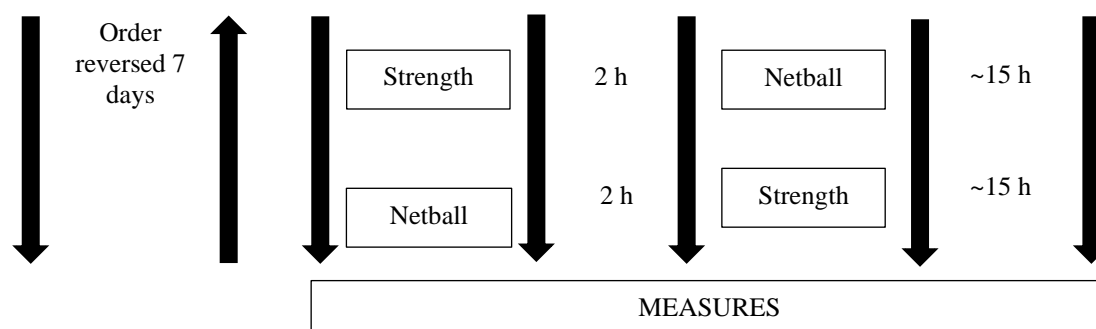 Order
reversed 7
days
Strength
2 h
Netball
~15 h
Netball
2 h
Strength
~15 h
MEASURES